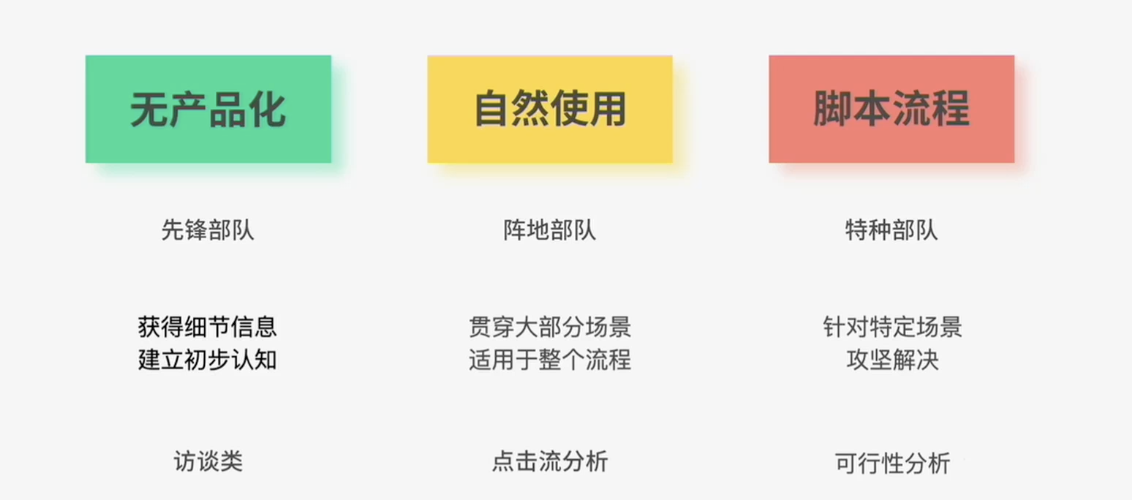 无产品化
自然使用
脚本流程
先锋部队
阵地部队
特种部队
获得细节信息
建立初步认知
贯穿大部分场景
适用于整个流程
针对特定场景
攻坚解决
访谈类
点击流分析
可行性分析